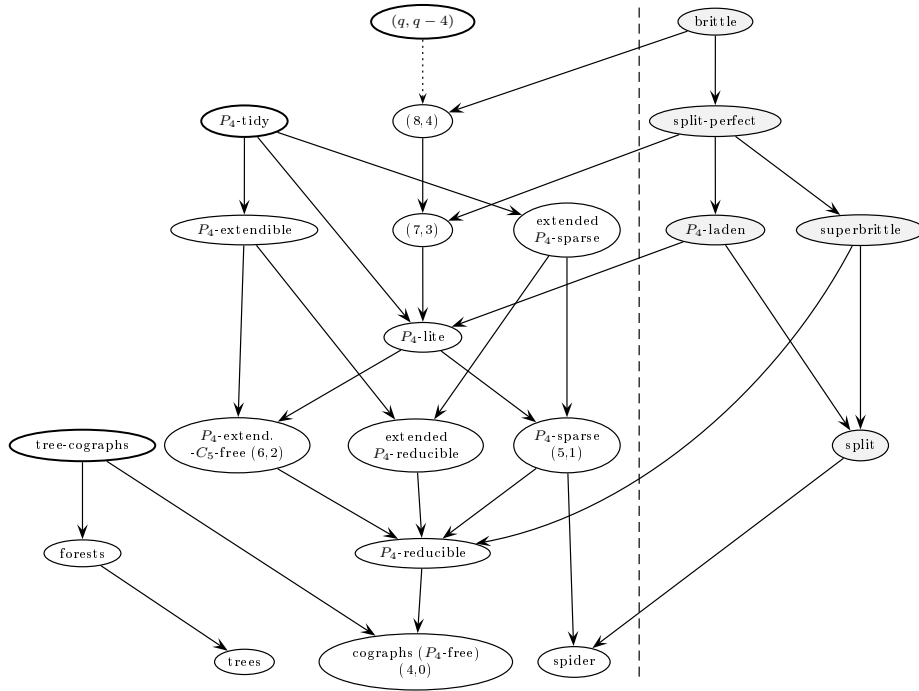 (q, q − 4)
brittle
P₄-tidy
(8,4)
split-perfect
P₄-extendible
(7,3)
extended
P₄-sparse
P₄-laden
superbrittle
P₄-lite
tree-cographs
P₄-extend.
-C₅-free (6,2)
extended
P₄-reducible
P₄-sparse
(5,1)
split
forests
P₄-reducible
trees
cographs (P₄-free)
(4,0)
spider